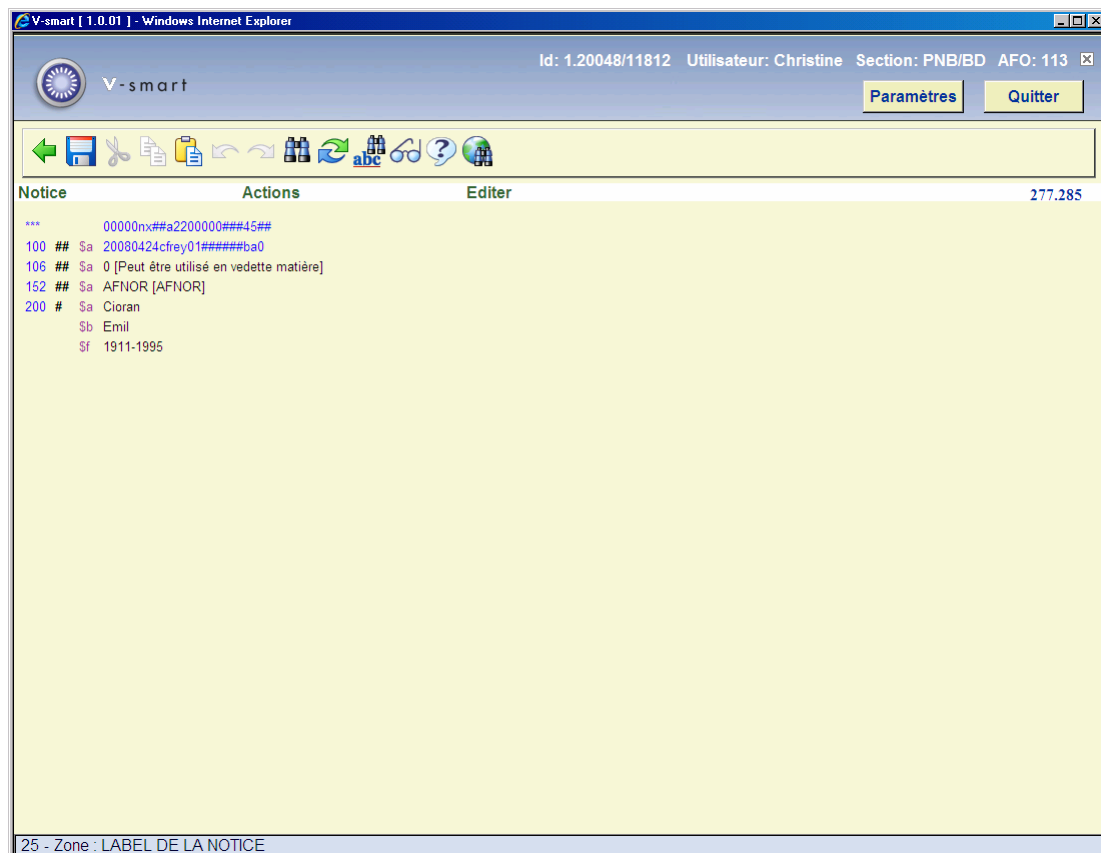 V-smart [ 1.0.01 ] - Windows Internet Explorer
Id: 1.20048/11812 Utilisateur: Christine Section: PNB/BD AFO: 113
V-smart
Paramètres Quitter
abc
Notice Actions Editer 277.285
*** 00000nx##a2200000###45##
100 ## $a 20080424cfrey01######ba0
106 ## $a 0 [Peut être utilisé en vedette matière]
152 ## $a AFNOR [AFNOR]
200 # $a Cioran
$b Emil
$f 1911-1995
25 - Zone : LABEL DE LA NOTICE